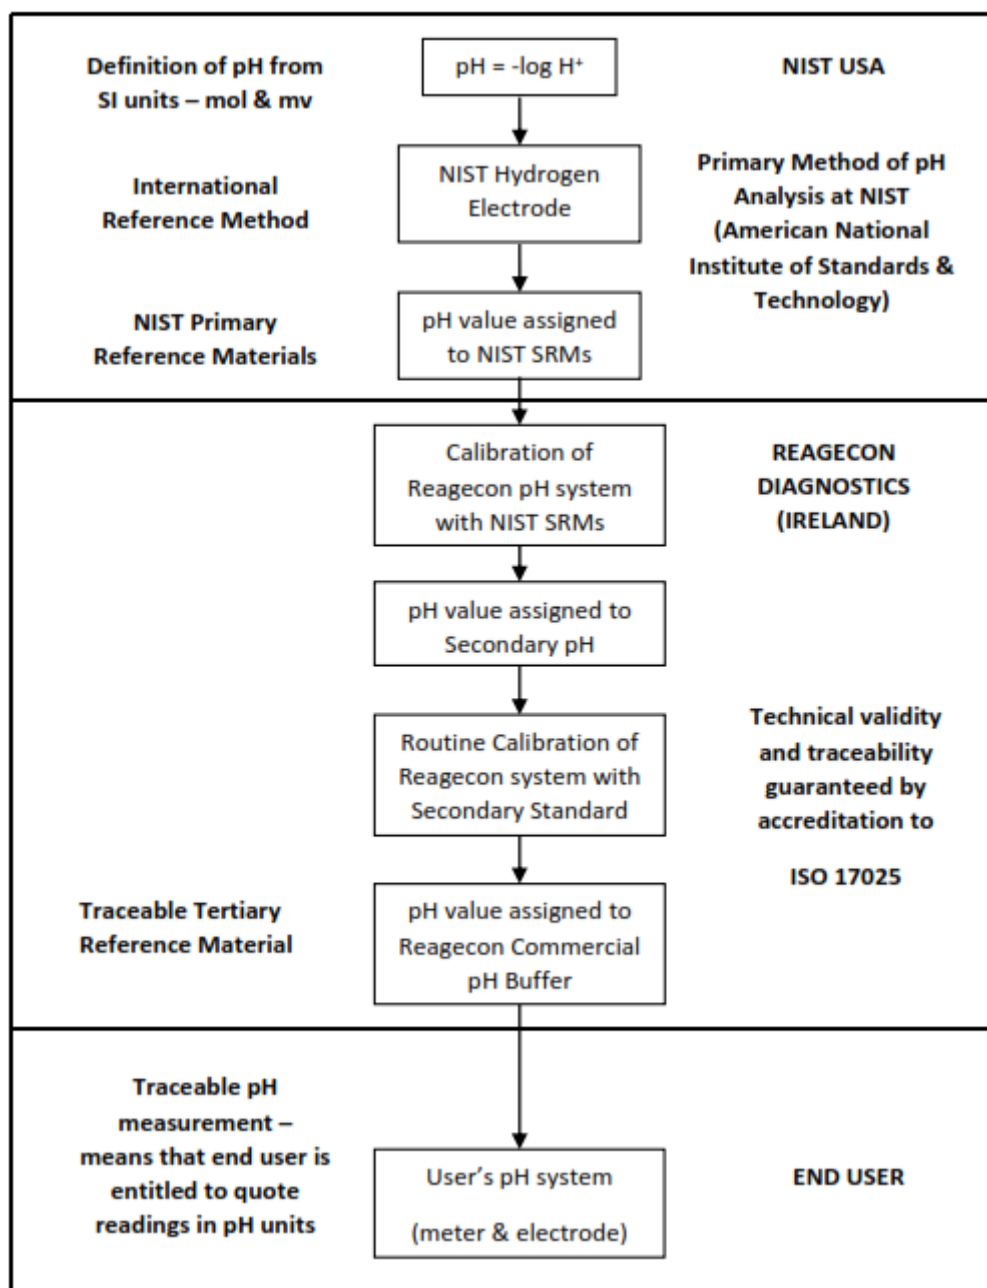 Definition of pH from
SI units – mol & mv
pH = -log H⁺
NIST USA
International
Reference Method
NIST Hydrogen
Electrode
Primary Method of pH
Analysis at NIST
(American National
Institute of Standards &
Technology)
NIST Primary
Reference Materials
pH value assigned
to NIST SRMs
Calibration of
Reagecon pH system
with NIST SRMs
REAGECON
DIAGNOSTICS
(IRELAND)
pH value assigned to
Secondary pH
Routine Calibration of
Reagecon system with
Secondary Standard
Technical validity
and traceability
guaranteed by
accreditation to
ISO 17025
Traceable Tertiary
Reference Material
pH value assigned to
Reagecon Commercial
pH Buffer
Traceable pH
measurement –
means that end user is
entitled to quote
readings in pH units
User's pH system
(meter & electrode)
END USER